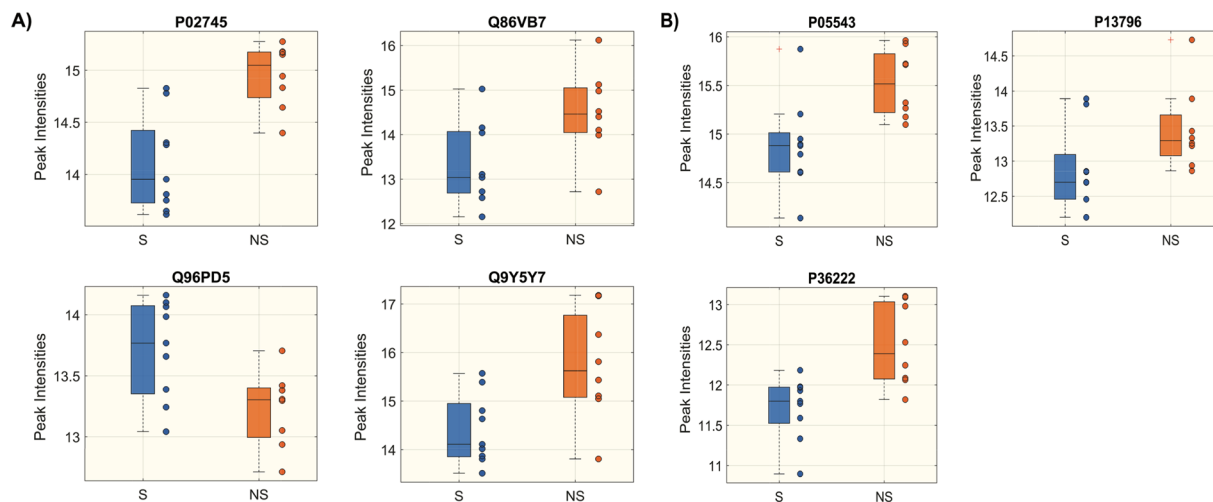 A)
P02745
Peak Intensities
15
14.5
14
S
NS
Q86VB7
Peak Intensities
16
15
14
13
12
S
NS
Q96PD5
Peak Intensities
14
13.5
13
S
NS
Q9Y5Y7
Peak Intensities
17
16
15
14
S
NS
B)
P05543
Peak Intensities
16
15.5
15
14.5
S
NS
P13796
Peak Intensities
14.5
14
13.5
13
12.5
S
NS
P36222
Peak Intensities
13
12.5
12
11.5
11
S
NS